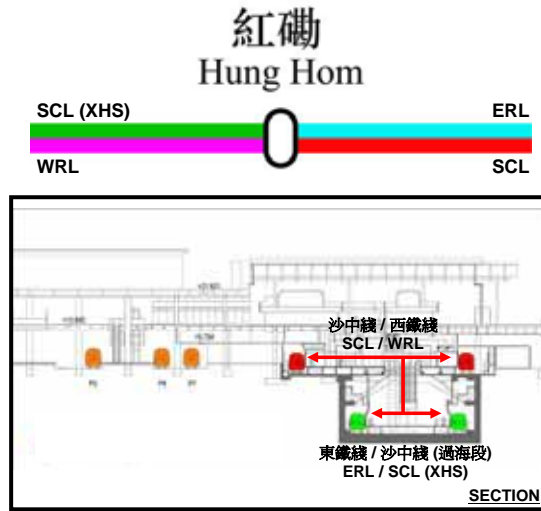 紅磡
Hung Hom
SCL (XHS)
ERL
WRL
SCL
沙中綫 / 西鐵綫
SCL / WRL
東鐵綫 / 沙中綫 (過海段)
ERL / SCL (XHS)
SECTION